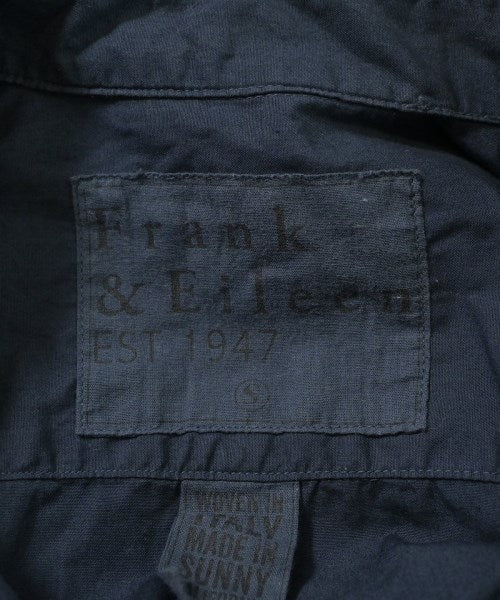 Frank
& Eileen
EST 1947
S
WOVEN IN
ITALY
MADE IN
SUNNY